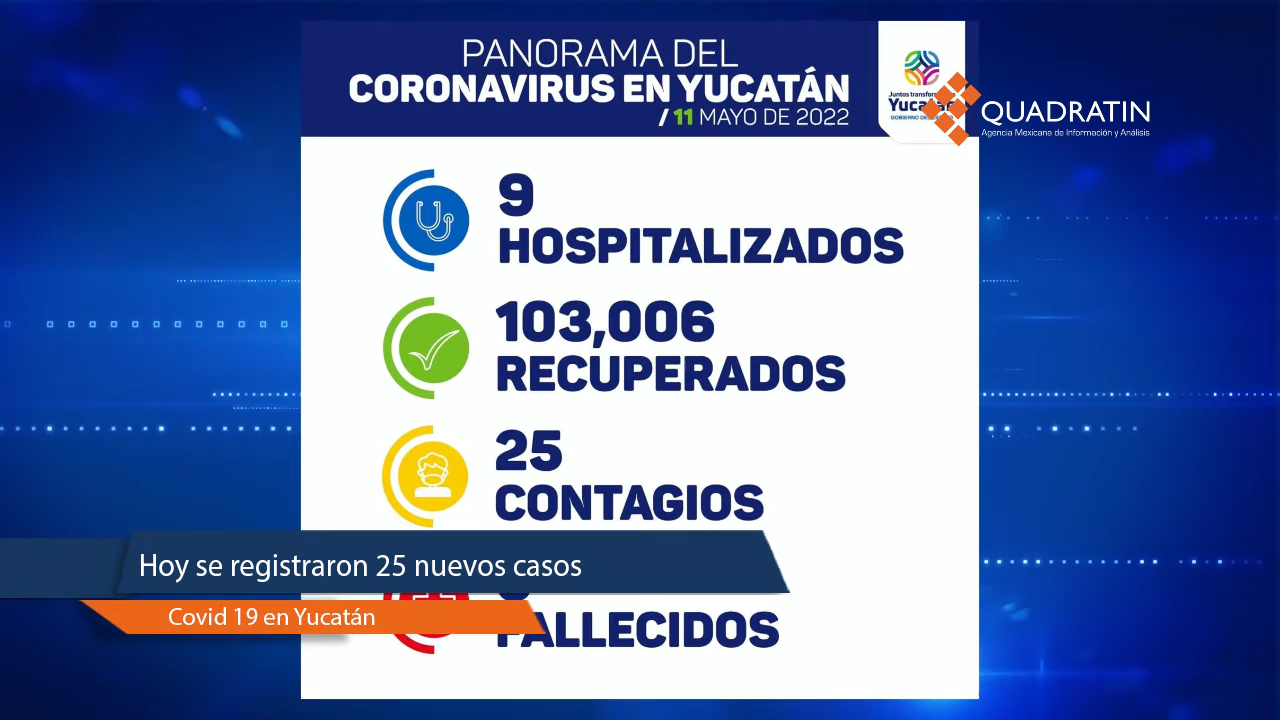 PANORAMA DEL
CORONAVIRUS EN YUCATÁN
/ 11 MAYO DE 2022
Juntos
QUADRATIN
Agencia Mexicana de Información y Análisis
9
HOSPITALIZADOS
103,006
RECUPERADOS
25
CONTAGIOS
Hoy se registraron 25 nuevos casos
Covid 19 en Yucatán
FALLECIDOS